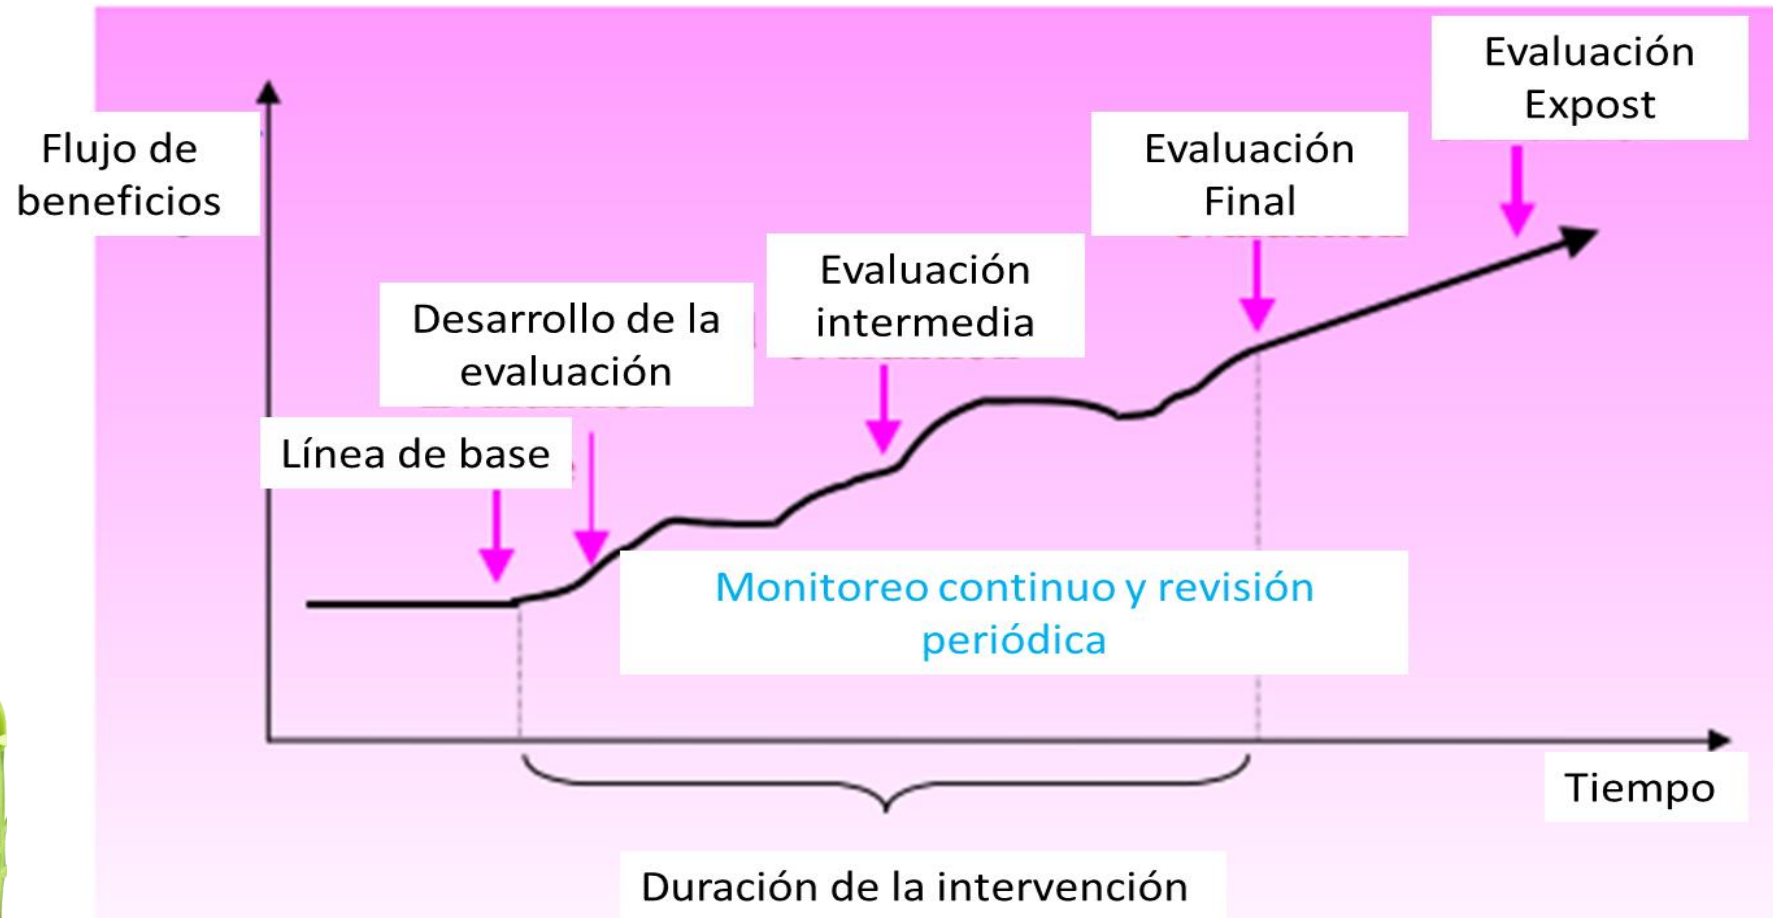 Evaluación
Expost
Flujo de
beneficios
Evaluación
Final
Evaluación
intermedia
Desarrollo de la
evaluación
Línea de base
Monitoreo continuo y revisión
periódica
Tiempo
Duración de la intervención